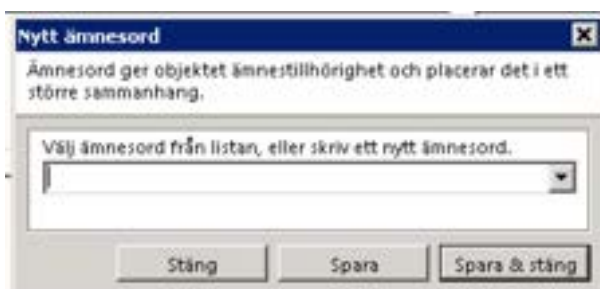 Nytt ämnesord
Ämnesord ger objektet ämnestillhörighet och placerar det i ett
större sammanhang.
Välj ämnesord från listan, eller skriv ett nytt ämnesord.
Stäng Spara Spara & stäng